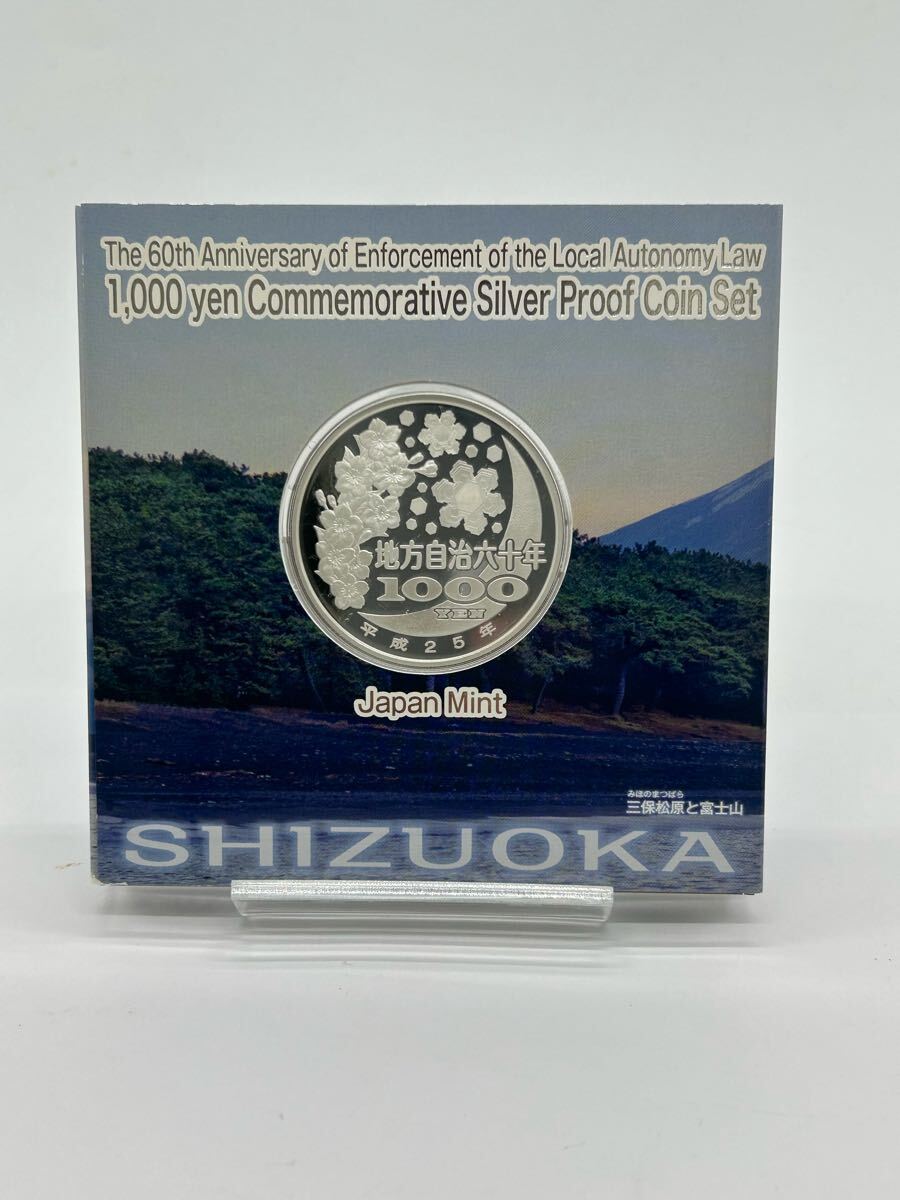 The 60th Anniversary of Enforcement of the Local Autonomy Law
1,000 yen Commemorative Silver Proof Coin Set
地方自治六十年
1000
YEN
平成25年
Japan Mint
みほのまつばら
三保松原と富士山
SHIZUOKA